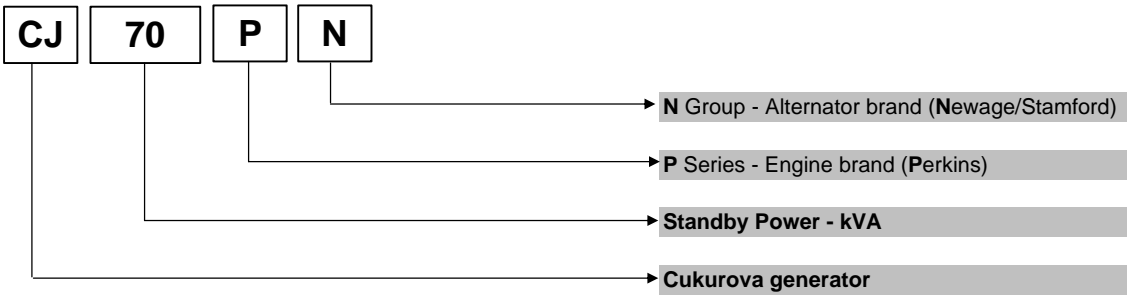 CJ 70 P N
N Group - Alternator brand (Newage/Stamford)
P Series - Engine brand (Perkins)
Standby Power - kVA
Cukurova generator